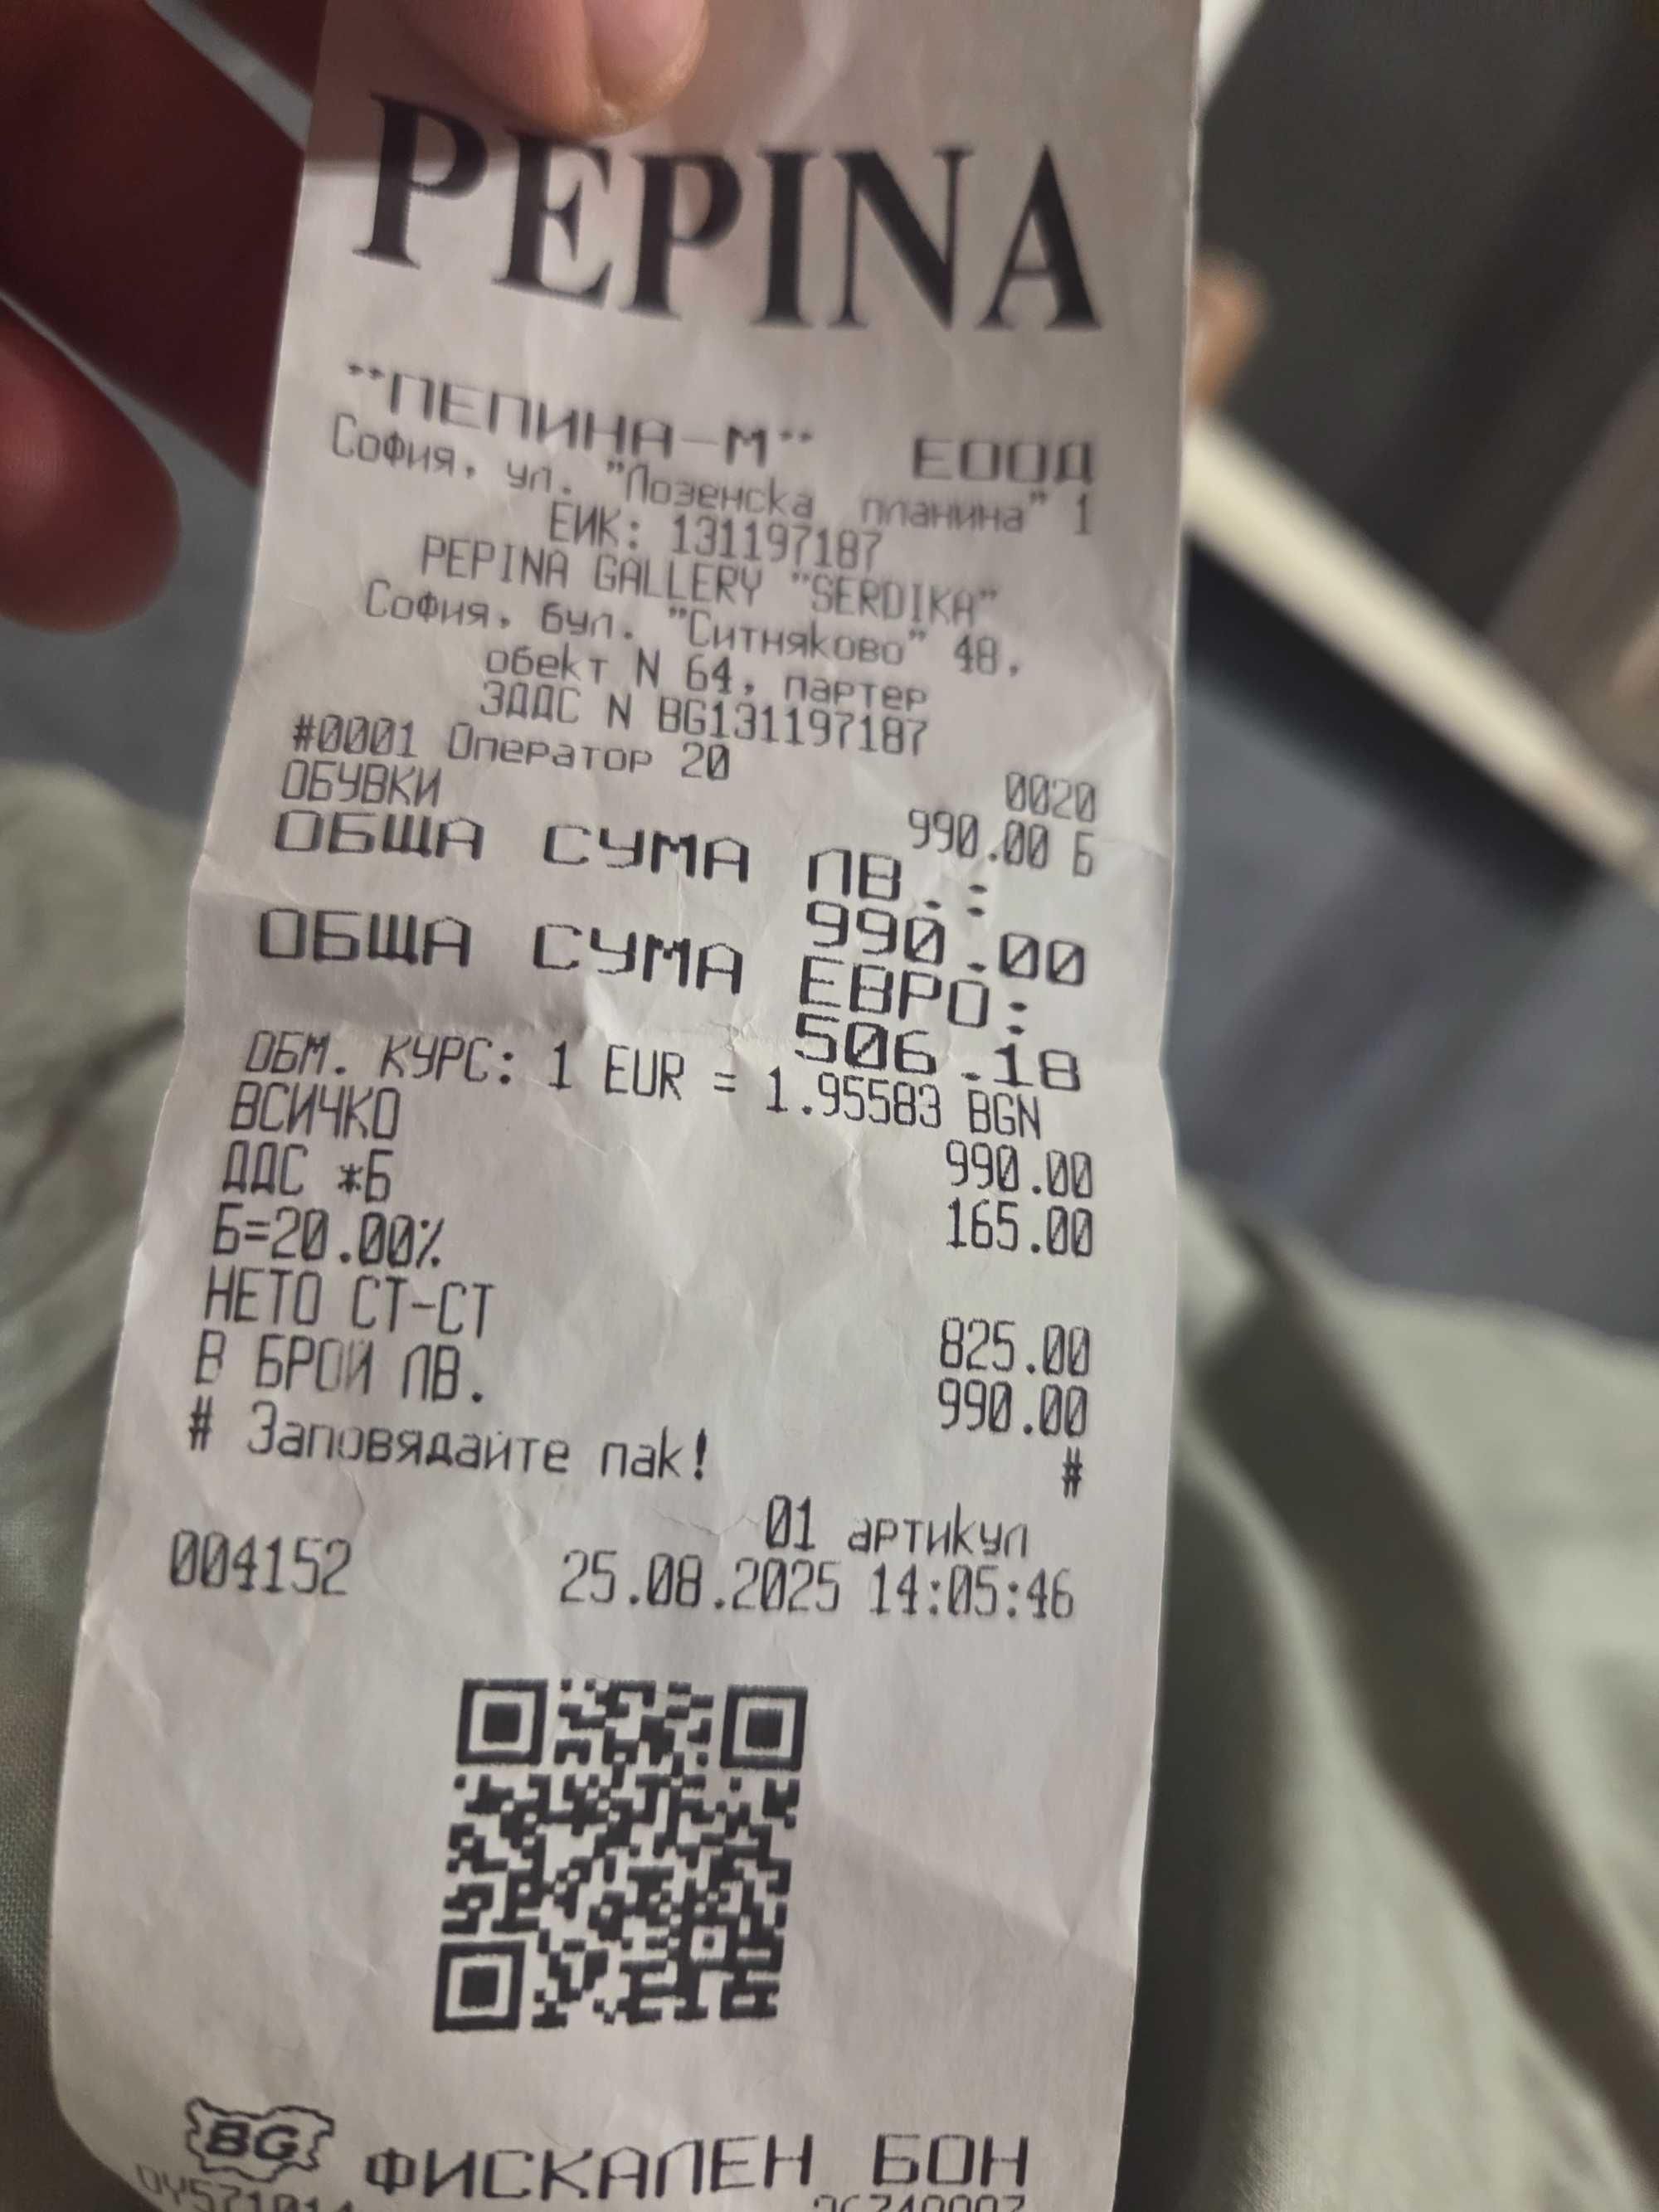 PEPINA
"ПЕПИНА-М" ЕООД
София, ул. "Лозенска планина" 1
ЕИК: 131197187
PEPINA GALLERY "SERDIKA"
София, бул. "Ситняково" 48,
обект N 64, партер
ЗДДС N BG131197187
#0001 Оператор 20 0020
ОБУВКИ 990.00 Б
ОБЩА СУМА ЛВ.:
990.00
ОБЩА СУМА ЕВРО:
506.18
ОБМ. КУРС: 1 EUR = 1.95583 BGN
ВСИЧКО 990.00
ДДС *Б 165.00
Б=20.00%
НЕТО СТ-СТ 825.00
В БРОЙ ЛВ. 990.00
# Заповядайте пак! #
01 артикул
004152 25.08.2025 14:05:46
BG ФИСКАЛЕН БОН